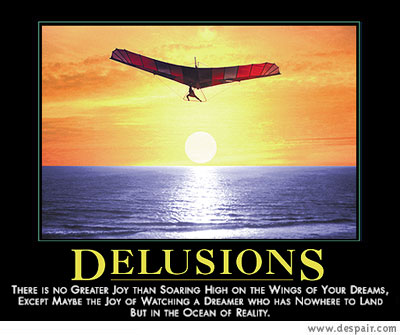 DELUSIONS
THERE IS NO GREATER JOY THAN SOARING HIGH ON THE WINGS OF YOUR DREAMS,
EXCEPT MAYBE THE JOY OF WATCHING A DREAMER WHO HAS NOWHERE TO LAND
BUT IN THE OCEAN OF REALITY.
www.despair.com